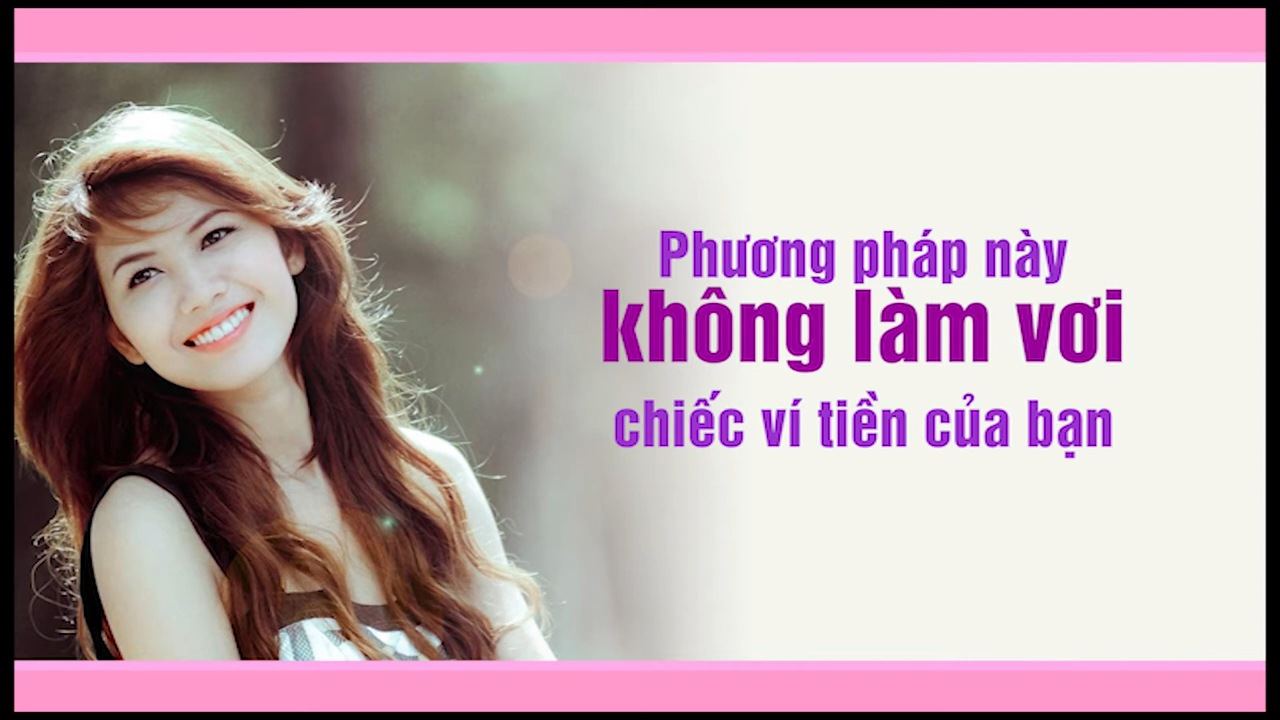 Phương pháp này
không làm vơi
chiếc ví tiền của bạn